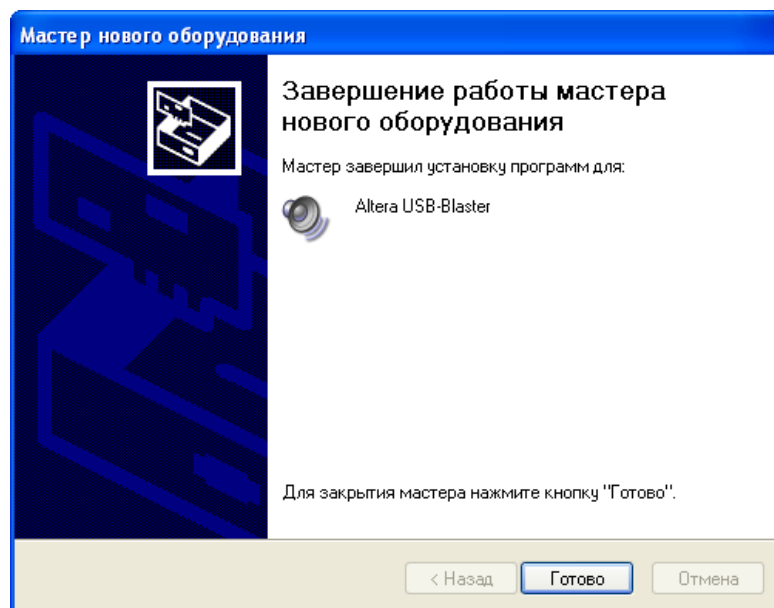 Мастер нового оборудования
Завершение работы мастера
нового оборудования
Мастер завершил установку программ для:
Altera USB-Blaster
Для закрытия мастера нажмите кнопку "Готово".
< Назад
Готово
Отмена